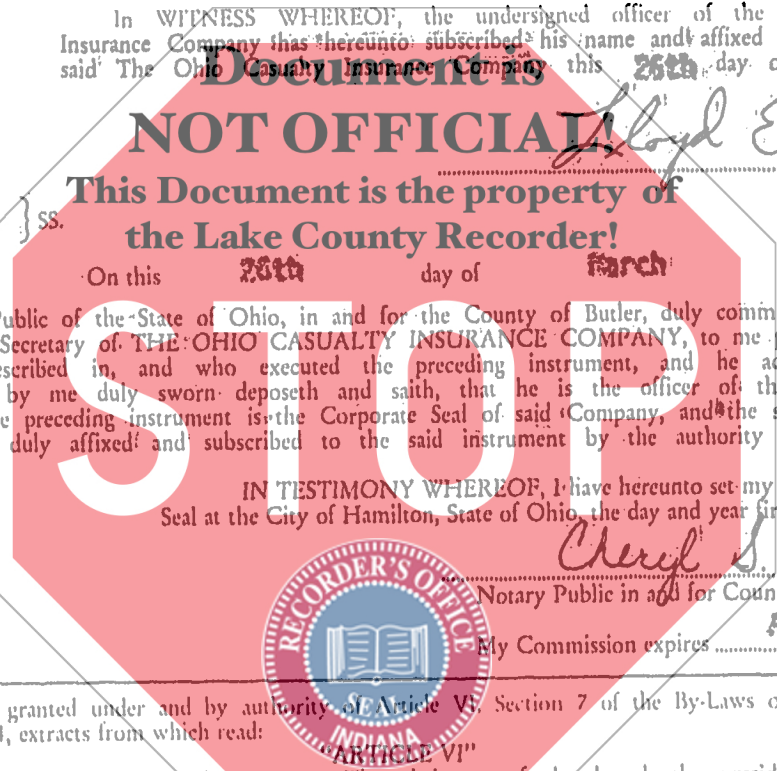 In WITNESS WHEREOF, the undersigned officer of the
Insurance Company has hereunto subscribed his name and affixed
said The Ohio Casualty Insurance Company this 26th day
Document is
NOT OFFICIAL!
Lloyd E
This Document is the property of
the Lake County Recorder!
} SS.
On this 26th day of March
Public of the State of Ohio, in and for the County of Butler, duly comm
Secretary of THE OHIO CASUALTY INSURANCE COMPANY, to me
scribed in, and who executed the preceding instrument, and he ac
by me duly sworn deposeth and saith, that he is the officer of th
e preceding instrument is the Corporate Seal of said Company, and the s
duly affixed and subscribed to the said instrument by the authority
STOP
IN TESTIMONY WHEREOF, I have hereunto set my
Seal at the City of Hamilton, State of Ohio, the day and year fir
Cheryl S.
Notary Public in and for Coun
My Commission expires
RECORDER'S OFFICE
SEAL
INDIANA
granted under and by authority of Article VI, Section 7 of the By-Laws o
, extracts from which read:
"ARTICLE VI"